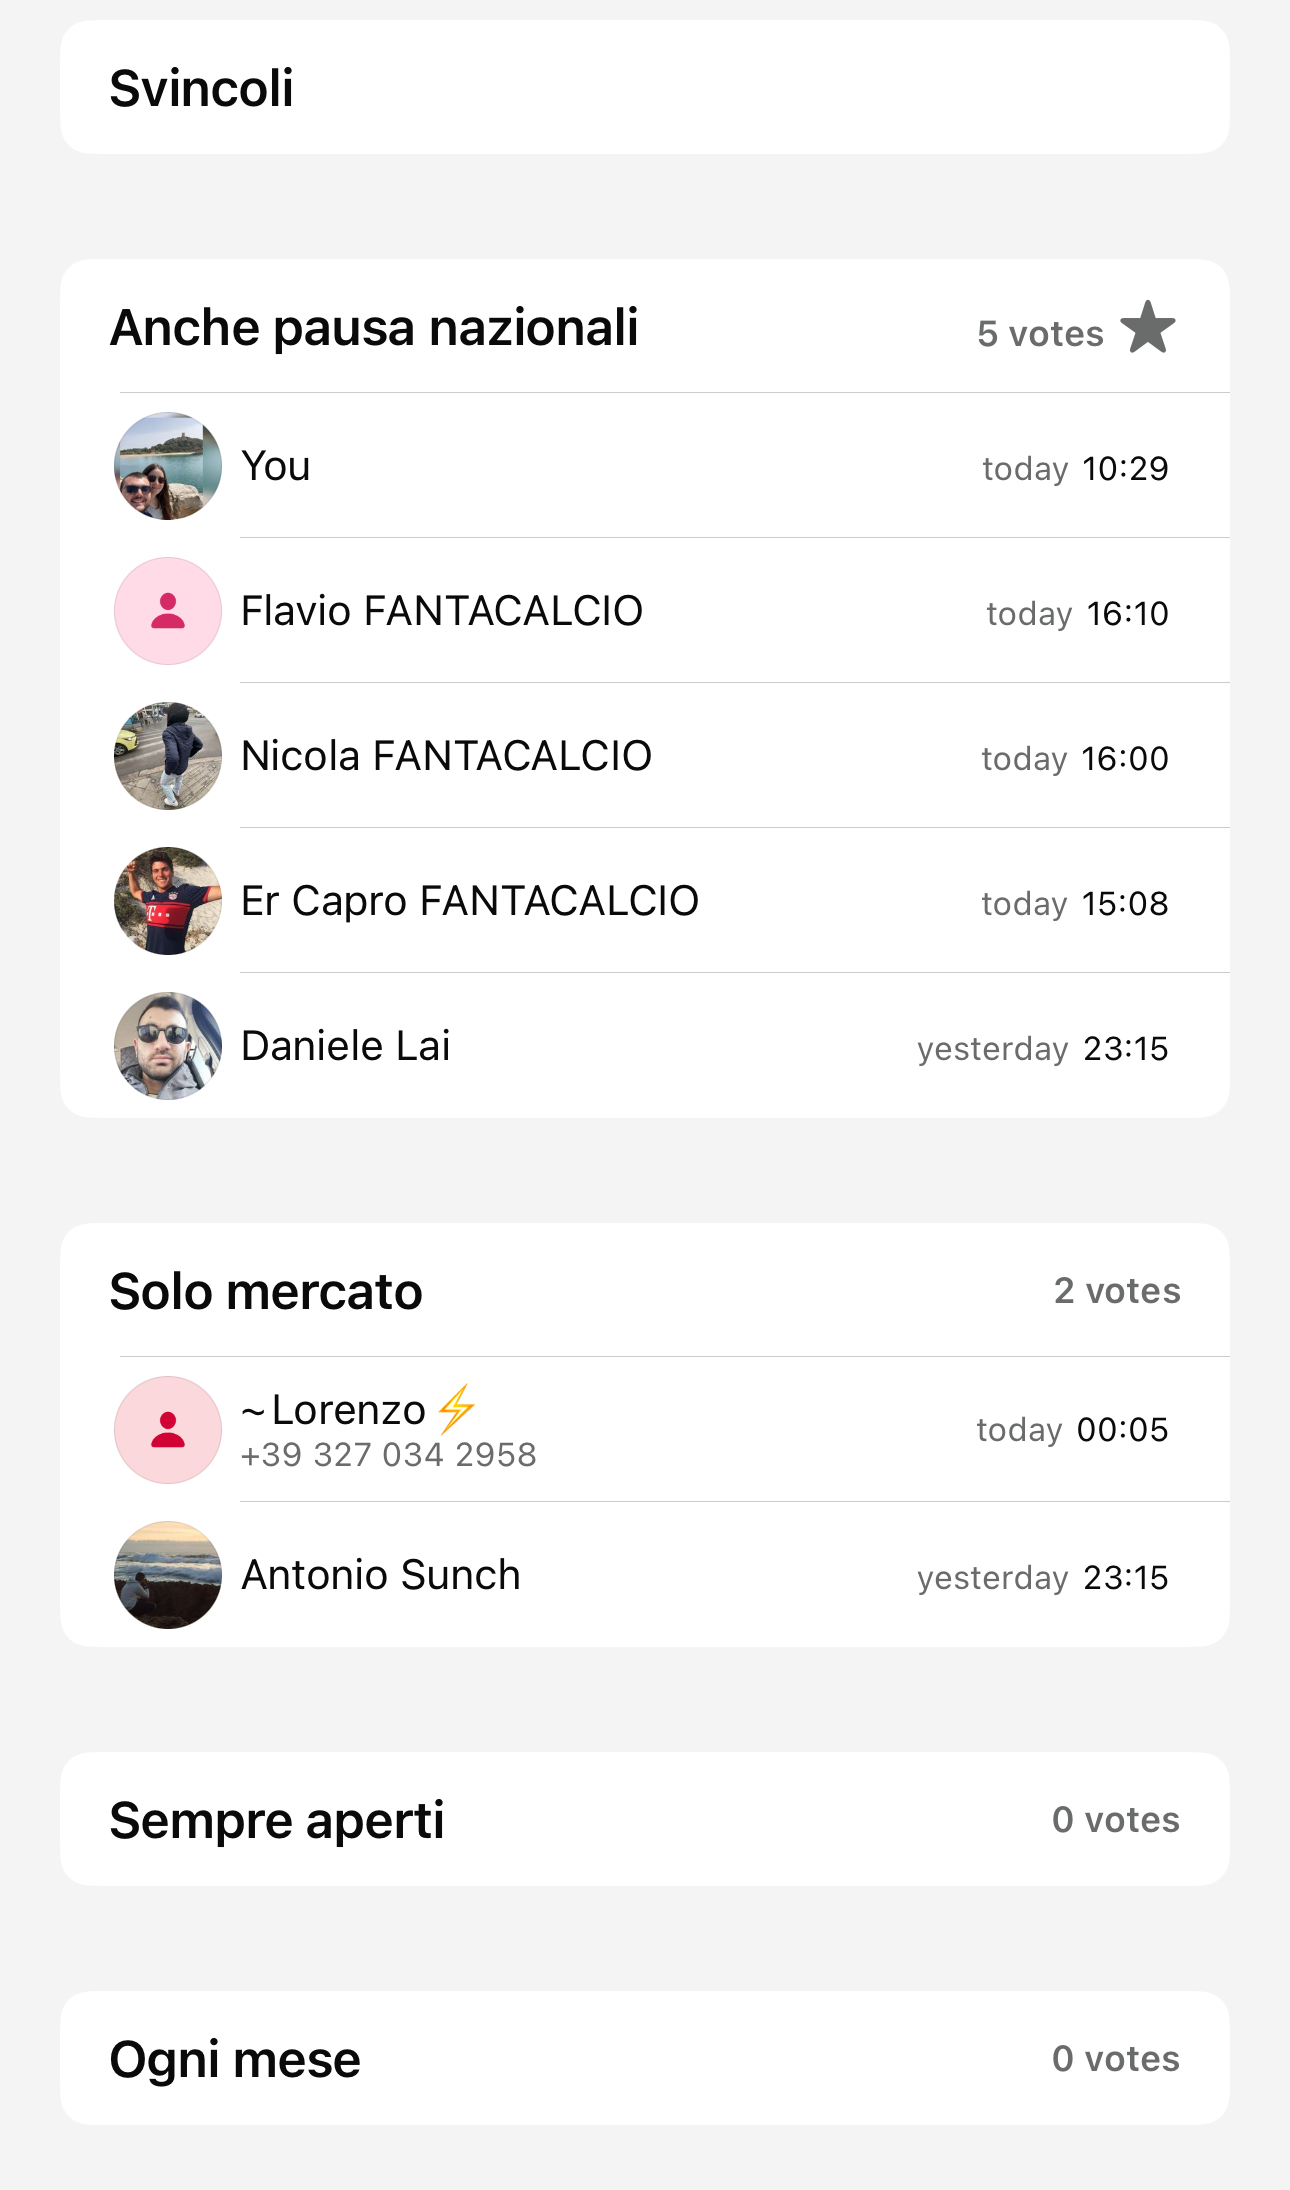 Svincoli
Anche pausa nazionali 5 votes
You today 10:29
Flavio FANTACALCIO today 16:10
Nicola FANTACALCIO today 16:00
Er Capro FANTACALCIO today 15:08
Daniele Lai yesterday 23:15
Solo mercato 2 votes
~Lorenzo⚡ today 00:05
+39 327 034 2958
Antonio Sunch yesterday 23:15
Sempre aperti 0 votes
Ogni mese 0 votes